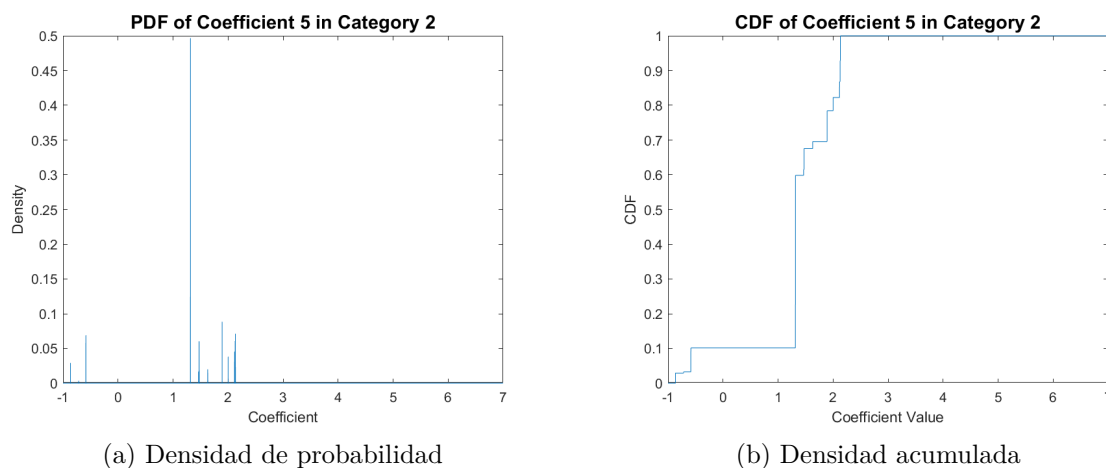 PDF of Coefficient 5 in Category 2
0.5
0.45
0.4
0.35
0.3
0.25
0.2
0.15
0.1
0.05
0
Density
-1 0 1 2 3 4 5 6 7
Coefficient
(a) Densidad de probabilidad
CDF of Coefficient 5 in Category 2
1
0.9
0.8
0.7
0.6
0.5
0.4
0.3
0.2
0.1
0
CDF
-1 0 1 2 3 4 5 6 7
Coefficient Value
(b) Densidad acumulada